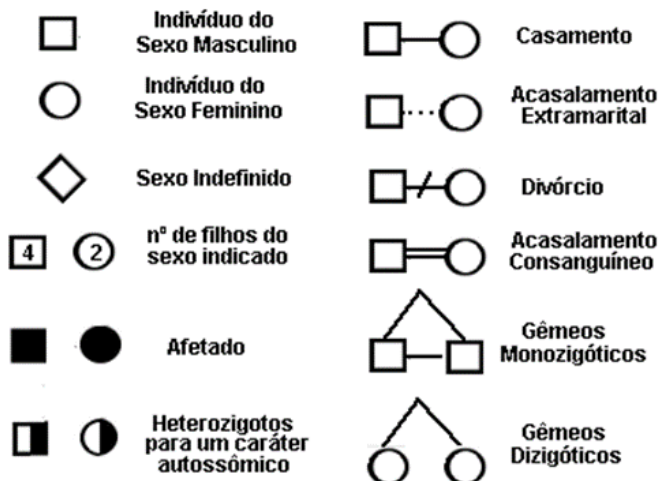 Indivíduo do
Sexo Masculino
Casamento
Indivíduo do
Sexo Feminino
Acasalamento
Extramarital
Sexo Indefinido
Divórcio
4 2
nº de filhos do
sexo indicado
Acasalamento
Consanguíneo
Afetado
Gêmeos
Monozigóticos
Heterozigotos
para um caráter
autossômico
Gêmeos
Dizigóticos